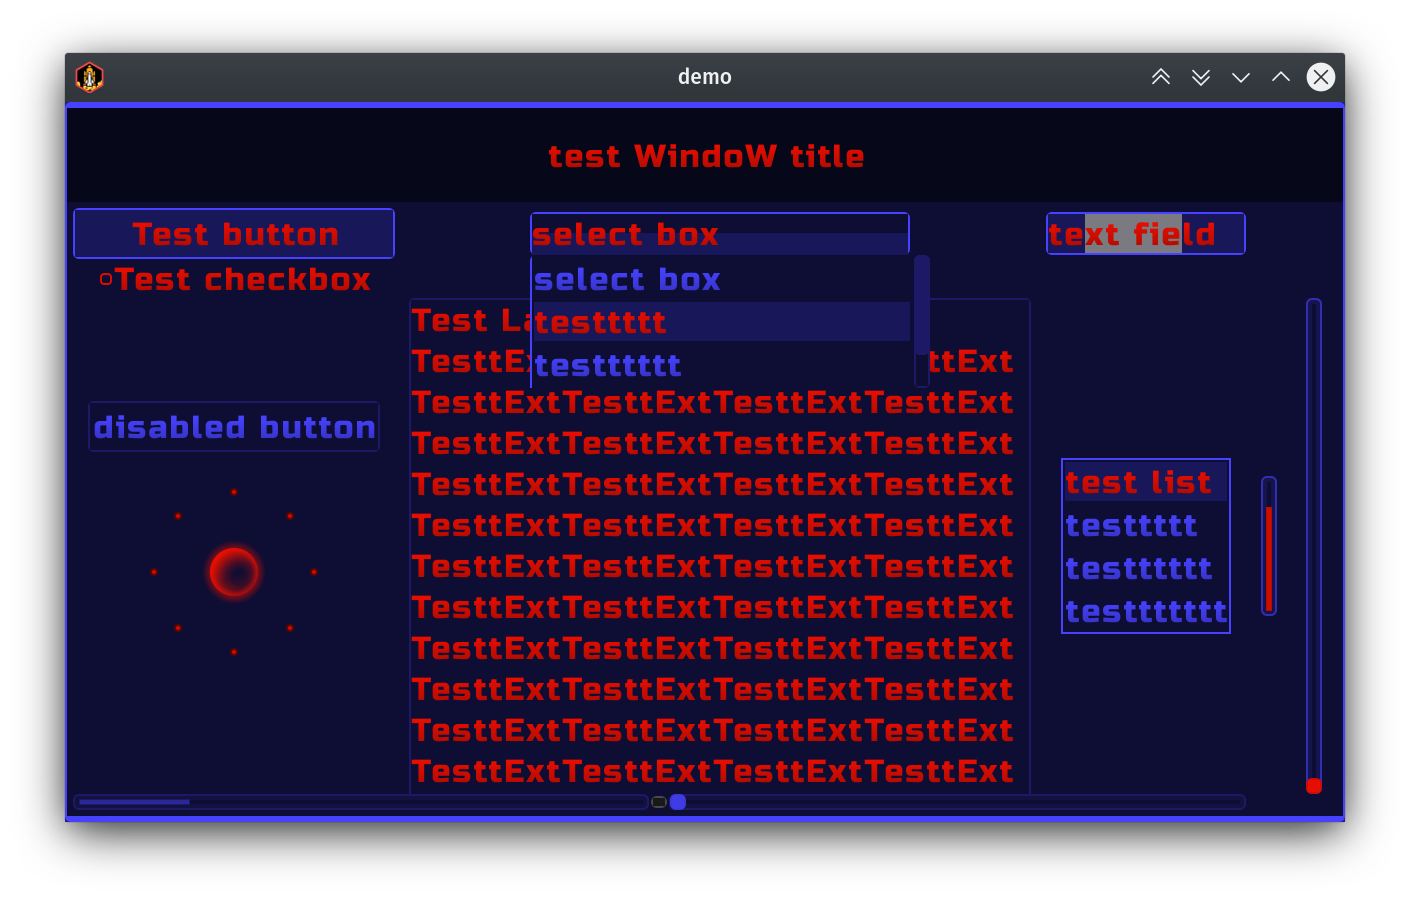 demo
test WindoW title
Test button
select box
text field
Test checkbox
select box
testtttt
testttttt
Test La
TesttEx ttExt
TesttExtTesttExtTesttExtTesttExt
TesttExtTesttExtTesttExtTesttExt
TesttExtTesttExtTesttExtTesttExt
TesttExtTesttExtTesttExtTesttExt
TesttExtTesttExtTesttExtTesttExt
TesttExtTesttExtTesttExtTesttExt
TesttExtTesttExtTesttExtTesttExt
TesttExtTesttExtTesttExtTesttExt
TesttExtTesttExtTesttExtTesttExt
TesttExtTesttExtTesttExtTesttExt
disabled button
test list
testtttt
testttttt
testtttttt